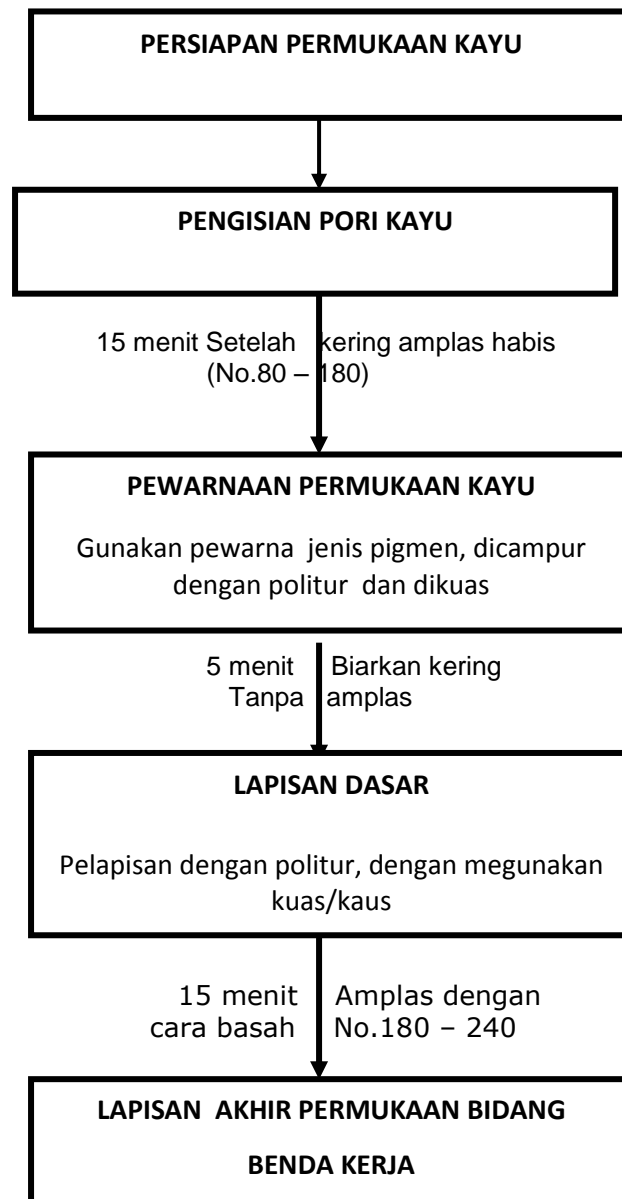 PERSIAPAN PERMUKAAN KAYU
PENGISIAN PORI KAYU
15 menit Setelah kering amplas habis
(No.80 – 180)
PEWARNAAN PERMUKAAN KAYU
Gunakan pewarna jenis pigmen, dicampur
dengan politur dan dikuas
5 menit Biarkan kering
Tanpa amplas
LAPISAN DASAR
Pelapisan dengan politur, dengan megunakan
kuas/kaus
15 menit Amplas dengan
cara basah No.180 – 240
LAPISAN AKHIR PERMUKAAN BIDANG
BENDA KERJA